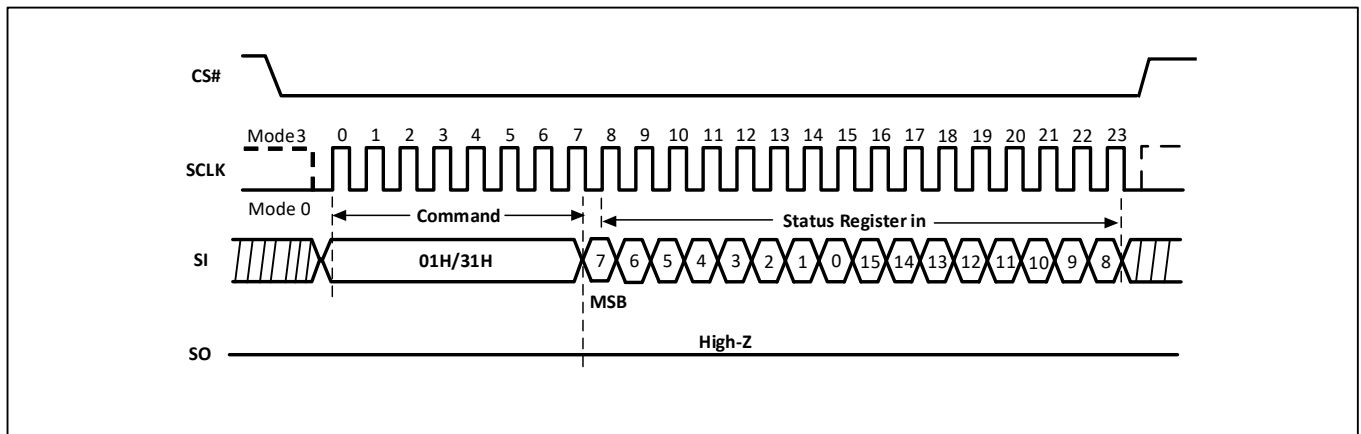 CS#
Mode3 0 1 2 3 4 5 6 7 8 9 10 11 12 13 14 15 16 17 18 19 20 21 22 23
SCLK
Mode 0
Command Status Register in
SI 01H/31H 7 6 5 4 3 2 1 0 15 14 13 12 11 10 9 8
MSB
High-Z
SO